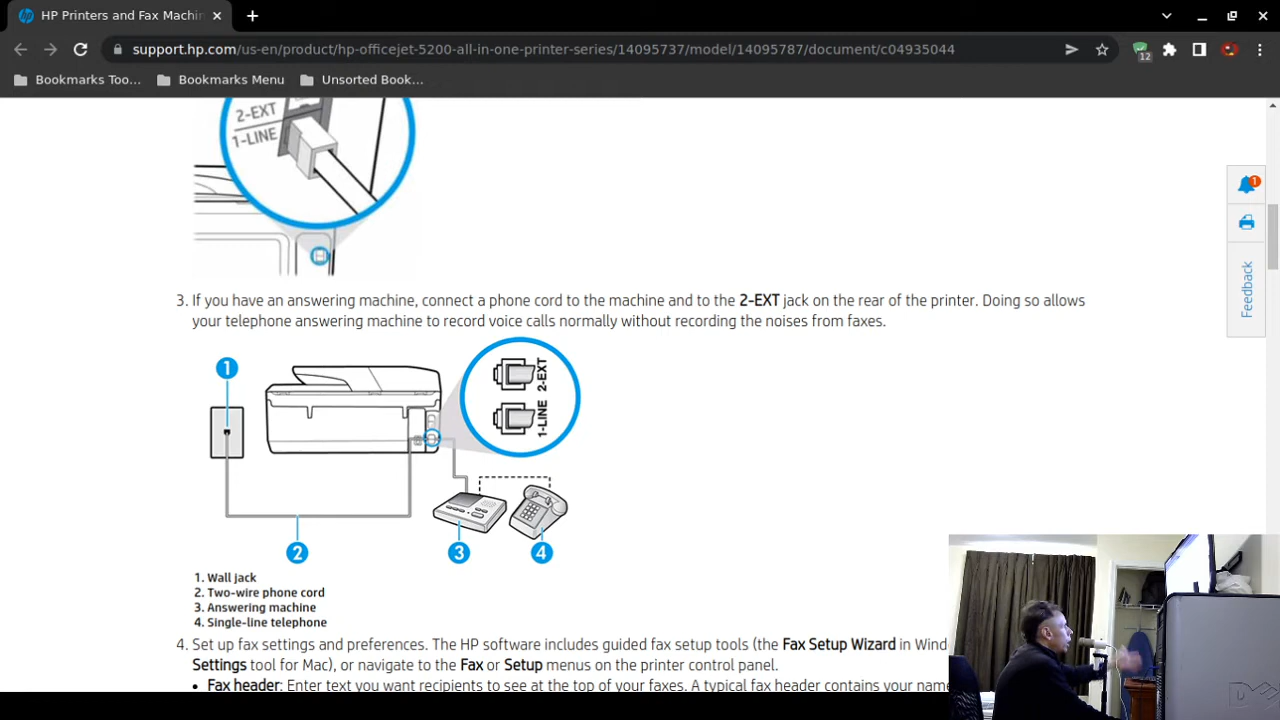 HP Printers and Fax Machin
support.hp.com/us-en/product/hp-officejet-5200-all-in-one-printer-series/14095737/model/14095787/document/c04935044
12
Bookmarks Too...
Bookmarks Menu
Unsorted Book...
2-EXT
1-LINE
1
Feedback
3. If you have an answering machine, connect a phone cord to the machine and to the 2-EXT jack on the rear of the printer. Doing so allows
your telephone answering machine to record voice calls normally without recording the noises from faxes.
1
2-EXT
1-LINE
2
3
4
1. Wall jack
2. Two-wire phone cord
3. Answering machine
4. Single-line telephone
4. Set up fax settings and preferences. The HP software includes guided fax setup tools (the Fax Setup Wizard in Wind
Settings tool for Mac), or navigate to the Fax or Setup menus on the printer control panel.
• Fax header: Enter text you want recipients to see at the top of your faxes. A typical fax header contains your name